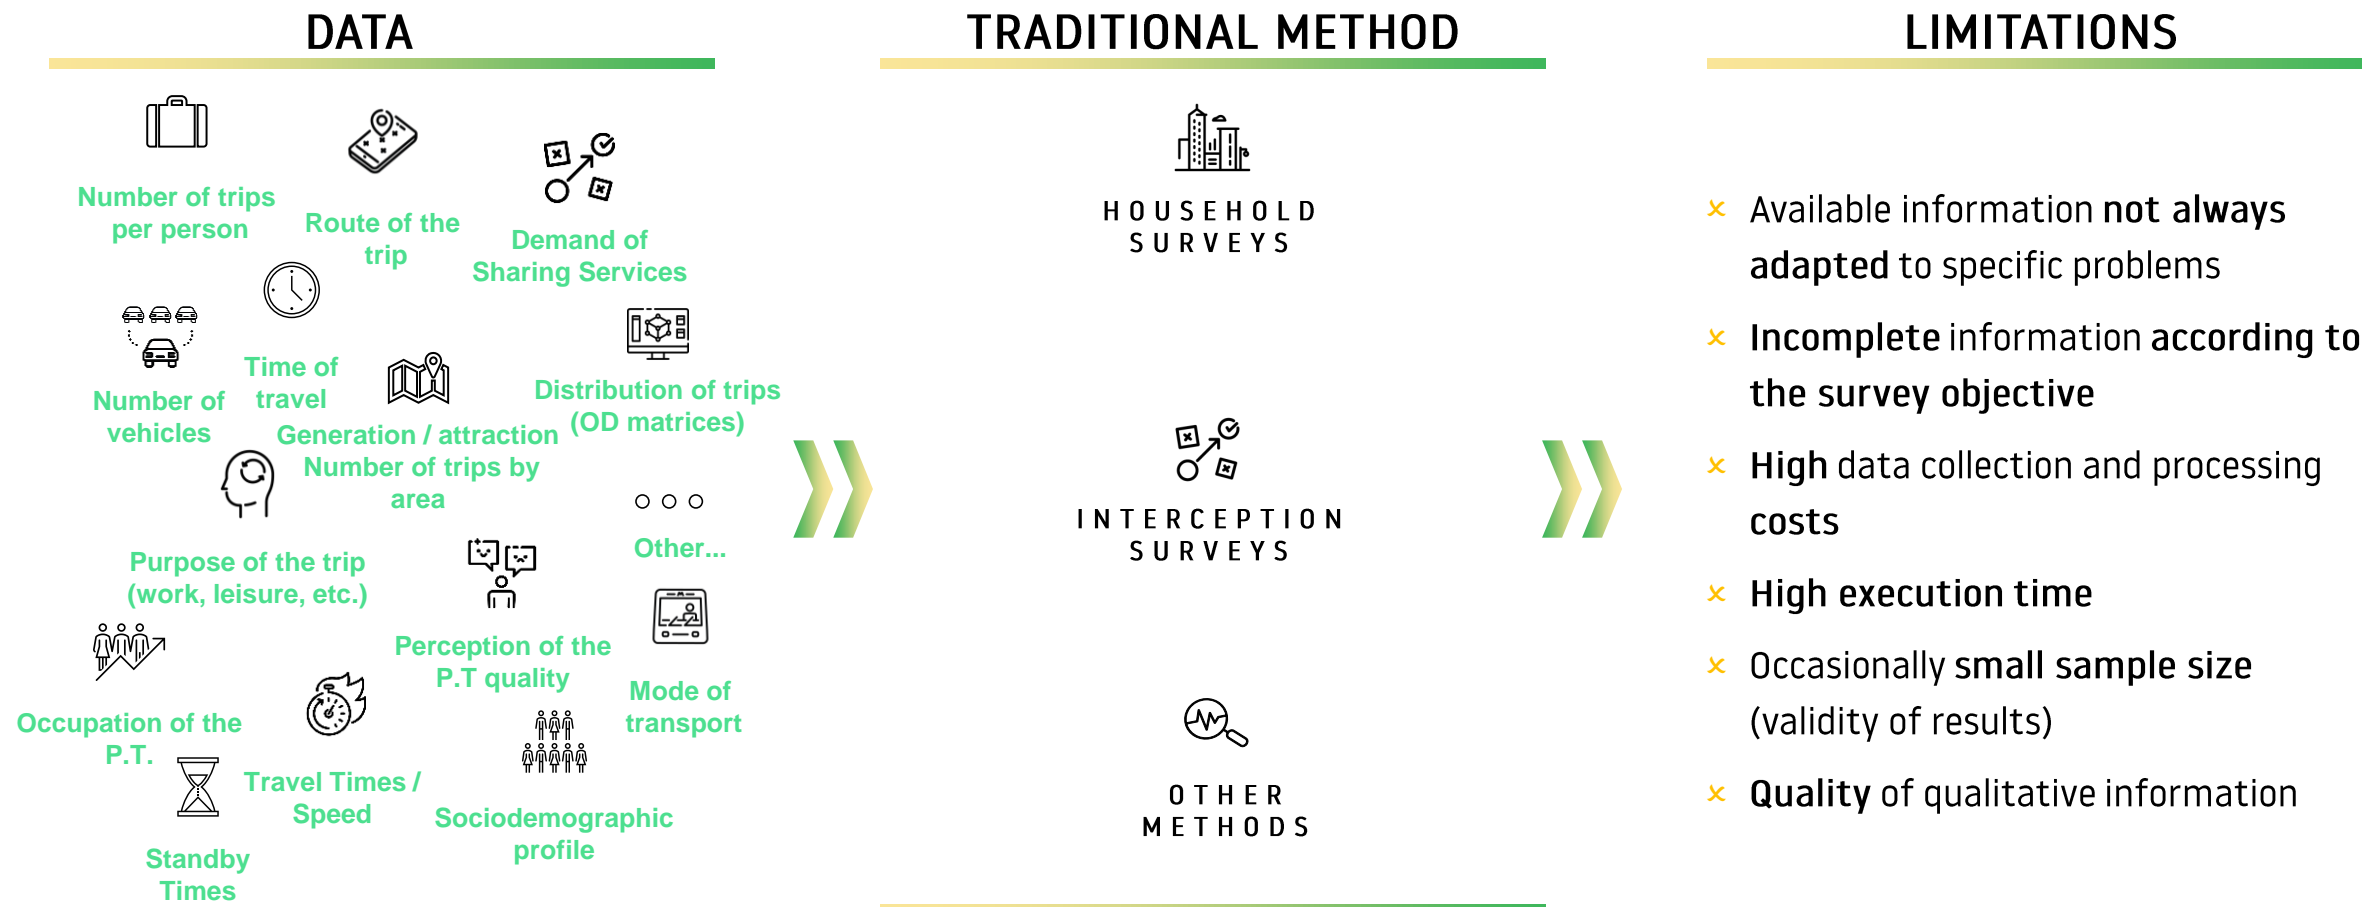 DATA
Number of trips
per person
Route of the
trip
Demand of
Sharing Services
Number of
vehicles
Time of
travel
Generation / attraction
Number of trips by
area
Distribution of trips
(OD matrices)
Purpose of the trip
(work, leisure, etc.)
Other...
Perception of the
P.T quality
Mode of
transport
Occupation of the
P.T.
Travel Times /
Speed
Sociodemographic
profile
Standby
Times
TRADITIONAL METHOD
HOUSEHOLD
SURVEYS
INTERCEPTION
SURVEYS
OTHER
METHODS
LIMITATIONS
Available information not always
adapted to specific problems
Incomplete information according to
the survey objective
High data collection and processing
costs
High execution time
Occasionally small sample size
(validity of results)
Quality of qualitative information